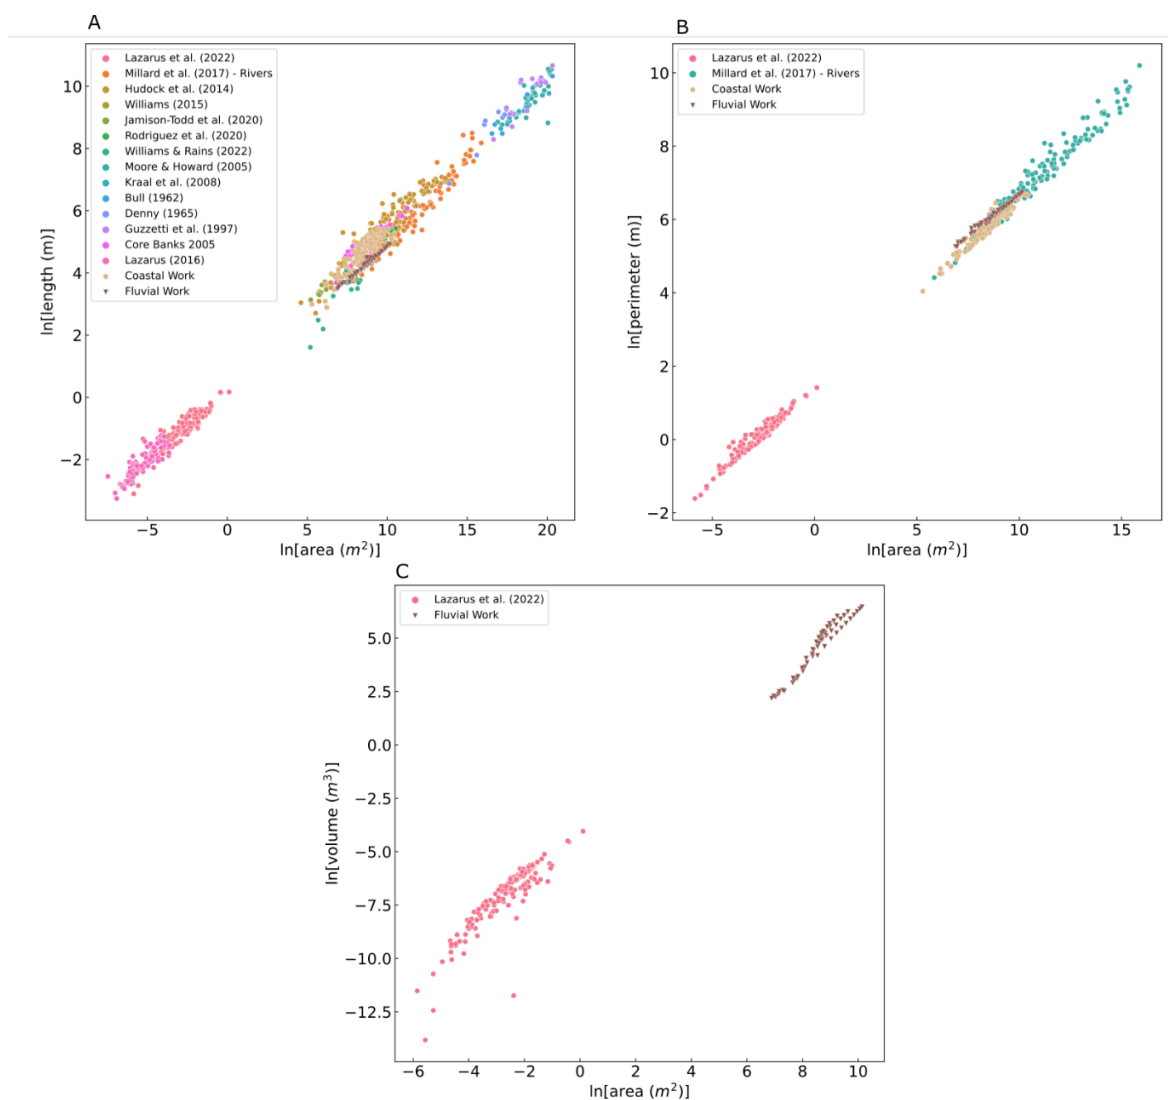 A
Lazarus et al. (2022)
Millard et al. (2017) - Rivers
Hudock et al. (2014)
Williams (2015)
Jamison-Todd et al. (2020)
Rodriguez et al. (2020)
Williams & Rains (2022)
Moore & Howard (2005)
Kraal et al. (2008)
Bull (1962)
Denny (1965)
Guzzetti et al. (1997)
Core Banks 2005
Lazarus (2016)
Coastal Work
Fluvial Work
10
8
6
4
2
0
−2
ln[length (m)]
−5
0
5
10
15
20
ln[area (m²)]
B
Lazarus et al. (2022)
Millard et al. (2017) - Rivers
Coastal Work
Fluvial Work
10
8
6
4
2
0
−2
ln[perimeter (m)]
−5
0
5
10
15
ln[area (m²)]
C
Lazarus et al. (2022)
Fluvial Work
5.0
2.5
0.0
−2.5
−5.0
−7.5
−10.0
−12.5
ln[volume (m³)]
−6
−4
−2
0
2
4
6
8
10
ln[area (m²)]